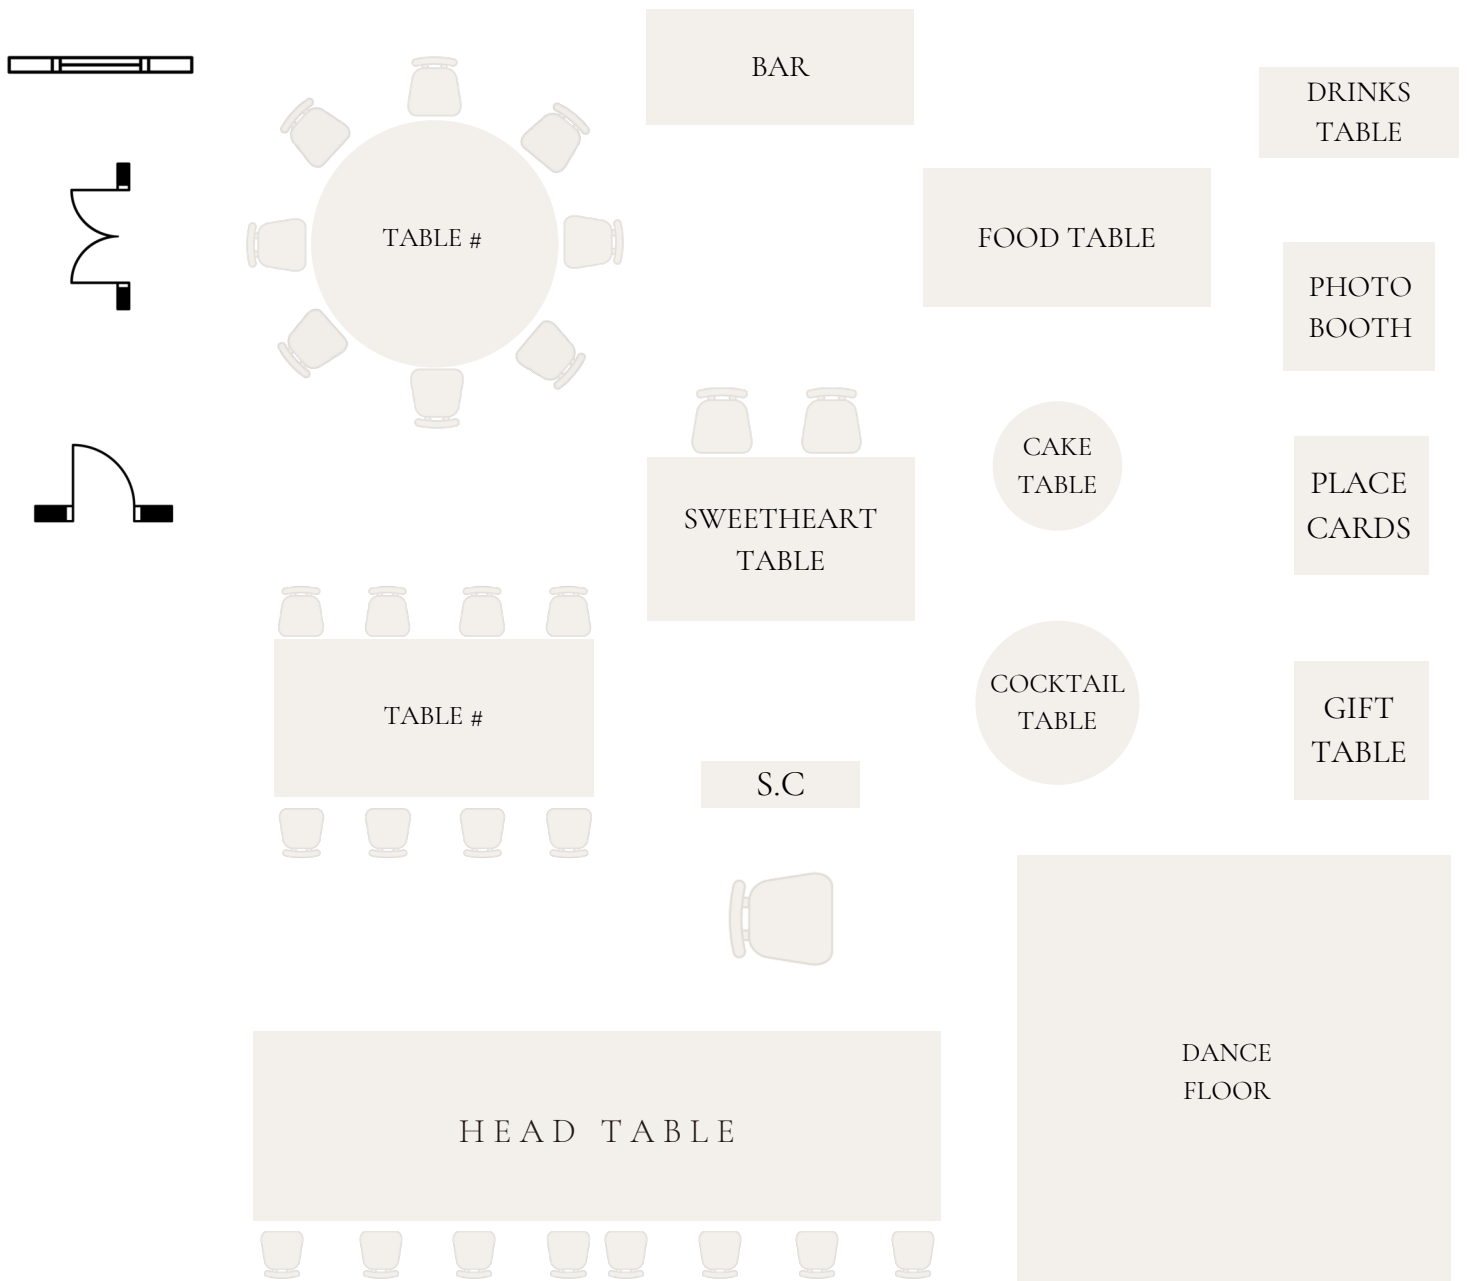 BAR
DRINKS
TABLE
TABLE #
FOOD TABLE
PHOTO
BOOTH
CAKE
TABLE
PLACE
CARDS
SWEETHEART
TABLE
COCKTAIL
TABLE
GIFT
TABLE
TABLE #
S.C
DANCE
FLOOR
HEAD TABLE